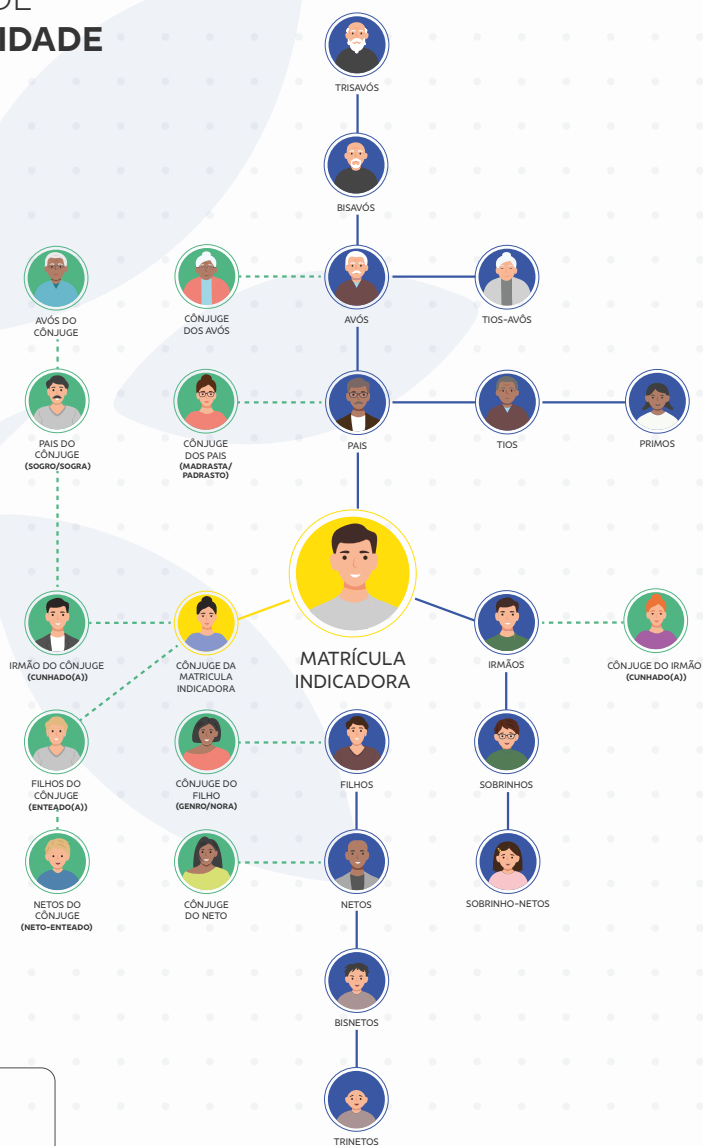 DE
IDADE
TRISAVÓS
BISAVÓS
AVÓS DO
CÔNJUGE
CÔNJUGE
DOS AVÓS
AVÓS
TIOS-AVÔS
PAIS DO
CÔNJUGE
(SOGRO/SOGRA)
CÔNJUGE
DOS PAIS
(MADRASTA/
PADRASTO)
PAIS
TIOS
PRIMOS
MATRÍCULA
INDICADORA
IRMÃO DO CÔNJUGE
(CUNHADO(A))
CÔNJUGE DA
MATRICULA
INDICADORA
IRMÃOS
CÔNJUGE DO IRMÃO
(CUNHADO(A))
FILHOS DO
CÔNJUGE
(ENTEADO(A))
CÔNJUGE DO
FILHO
(GENRO/NORA)
FILHOS
SOBRINHOS
NETOS DO
CÔNJUGE
(NETO-ENTEADO)
CÔNJUGE
DO NETO
NETOS
SOBRINHO-NETOS
BISNETOS
TRINETOS